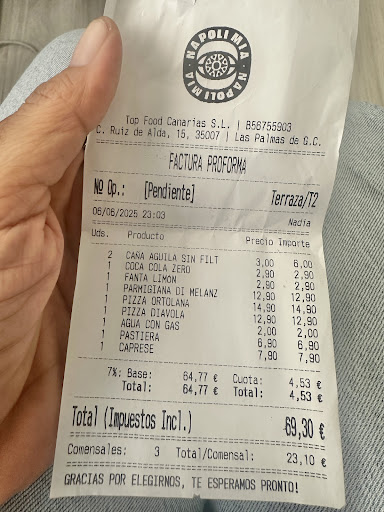 NAPOLI MIA · NAPOLI MIA ·
Top Food Canarias S.L. | B56755903
C. Ruiz de Alda, 15, 35007 | Las Palmas de G.C.
FACTURA PROFORMA
Nº Op.: [Pendiente] Terraza/T2
06/06/2025 23:03 Nadia
Uds. Producto Precio Importe
2 CAÑA AGUILA SIN FILT 3,00 6,00
1 COCA COLA ZERO 2,90 2,90
1 FANTA LIMON 2,90 2,90
1 PARMIGIANA DI MELANZ 12,90 12,90
1 PIZZA ORTOLANA 14,90 14,90
1 PIZZA DIAVOLA 12,90 12,90
1 AGUA CON GAS 2,00 2,00
1 PASTIERA 6,90 6,90
1 CAPRESE 7,90 7,90
7%: Base: 64,77 € Cuota: 4,53 €
Total: 64,77 € Total: 4,53 €
Total (Impuestos Incl.) 69,30 €
Comensales: 3 Total/Comensal: 23,10 €
GRACIAS POR ELEGIRNOS, TE ESPERAMOS PRONTO!